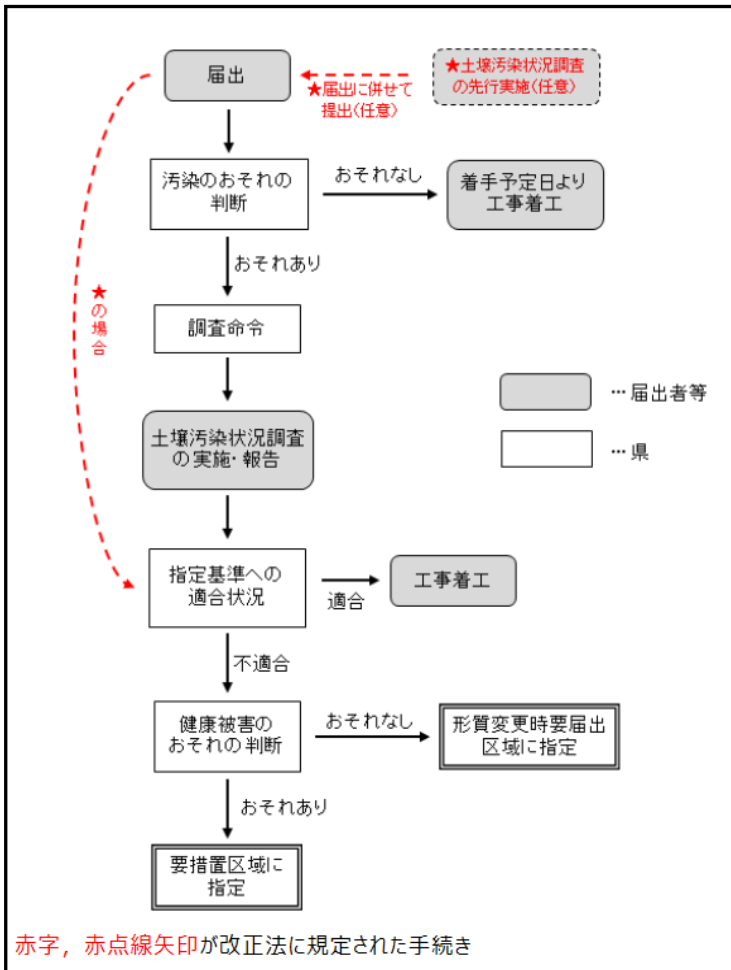 届出
★土壌汚染状況調査
の先行実施(任意)
★届出に併せて
提出(任意)
汚染のおそれの
判断
おそれなし
着手予定日より
工事着工
おそれあり
★の場合
調査命令
… 届出者等
土壌汚染状況調査
の実施・報告
… 県
指定基準への
適合状況
適合
工事着工
不適合
健康被害の
おそれの判断
おそれなし
形質変更時要届出
区域に指定
おそれあり
要措置区域に
指定
赤字，赤点線矢印が改正法に規定された手続き